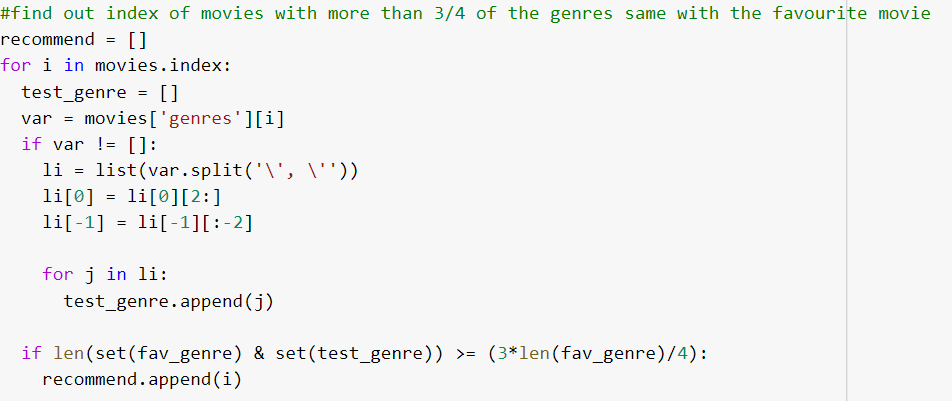 #find out index of movies with more than 3/4 of the genres same with the favourite movie
recommend = []
for i in movies.index:
  test_genre = []
  var = movies['genres'][i]
  if var != []:
    li = list(var.split('\', \''))
    li[0] = li[0][2:]
    li[-1] = li[-1][:-2]

    for j in li:
      test_genre.append(j)

  if len(set(fav_genre) & set(test_genre)) >= (3*len(fav_genre)/4):
    recommend.append(i)